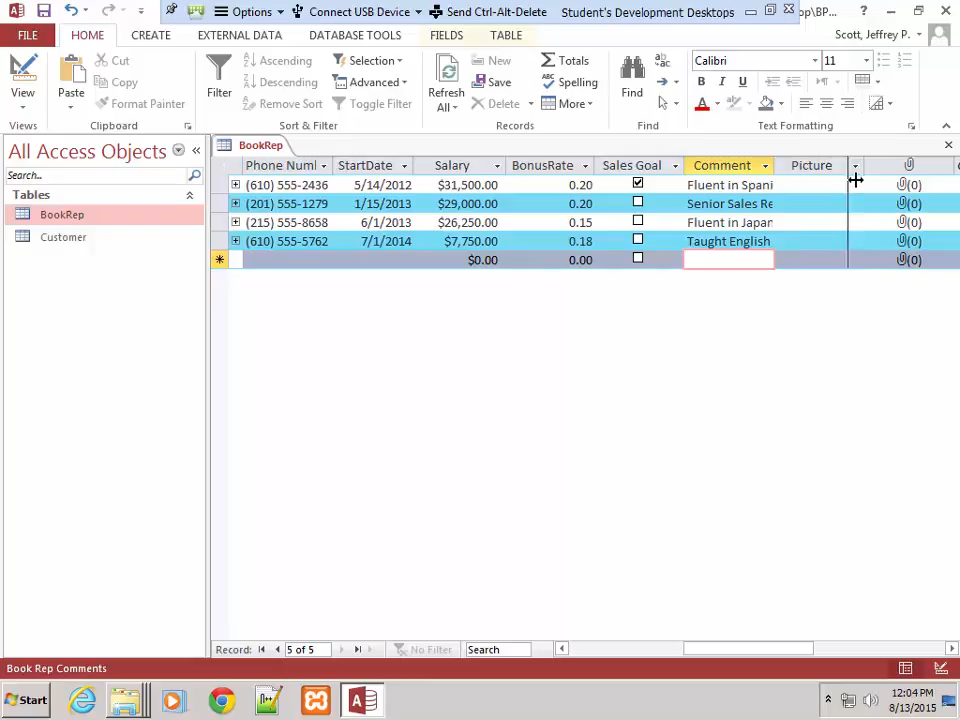 Options
Connect USB Device
Send Ctrl-Alt-Delete
Student's Development Desktops
op\BP...
FILE
HOME
CREATE
EXTERNAL DATA
DATABASE TOOLS
FIELDS
TABLE
Scott, Jeffrey P.
View
Views
Paste
Cut
Copy
Format Painter
Clipboard
Filter
Ascending
Descending
Remove Sort
Selection
Advanced
Toggle Filter
Sort & Filter
Refresh
All
New
Save
Delete
Totals
Spelling
More
Records
Find
Find
Calibri
11
B I U
A
Text Formatting
All Access Objects
Search...
Tables
BookRep
Customer
BookRep
Phone Numl StartDate Salary BonusRate Sales Goal Comment Picture
(610) 555-2436 5/14/2012 $31,500.00 0.20 Fluent in Spani (0)
(201) 555-1279 1/15/2013 $29,000.00 0.20 Senior Sales Re (0)
(215) 555-8658 6/1/2013 $26,250.00 0.15 Fluent in Japan (0)
(610) 555-5762 7/1/2014 $7,750.00 0.18 Taught English (0)
$0.00 0.00 (0)
Record: 5 of 5 No Filter Search
Book Rep Comments
Start
12:04 PM
8/13/2015